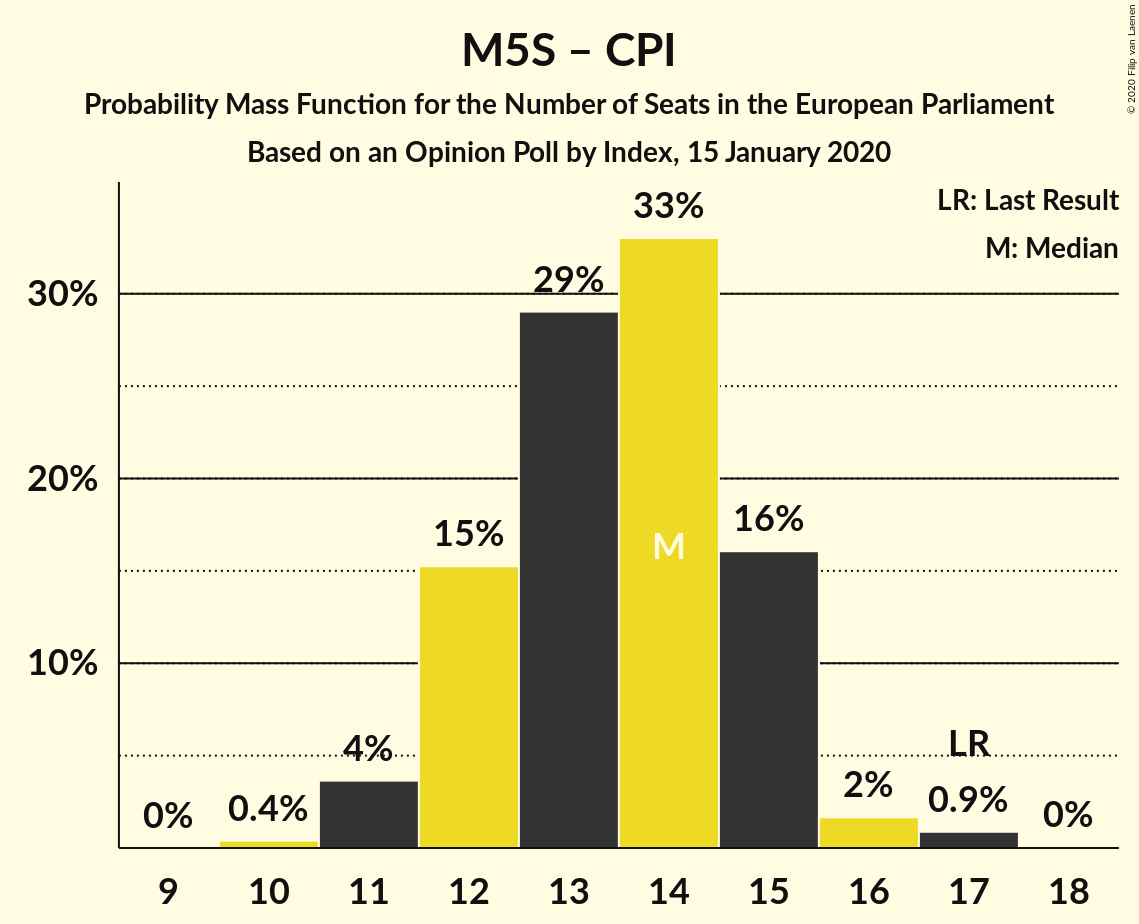 M5S – CPI
Probability Mass Function for the Number of Seats in the European Parliament
Based on an Opinion Poll by Index, 15 January 2020
© 2020 Filip van Laenen
LR: Last Result
M: Median
33%
29%
30%
20%
16%
15%
M
10%
LR
4%
2%
0.9%
0.4%
0%
0%
9 10 11 12 13 14 15 16 17 18